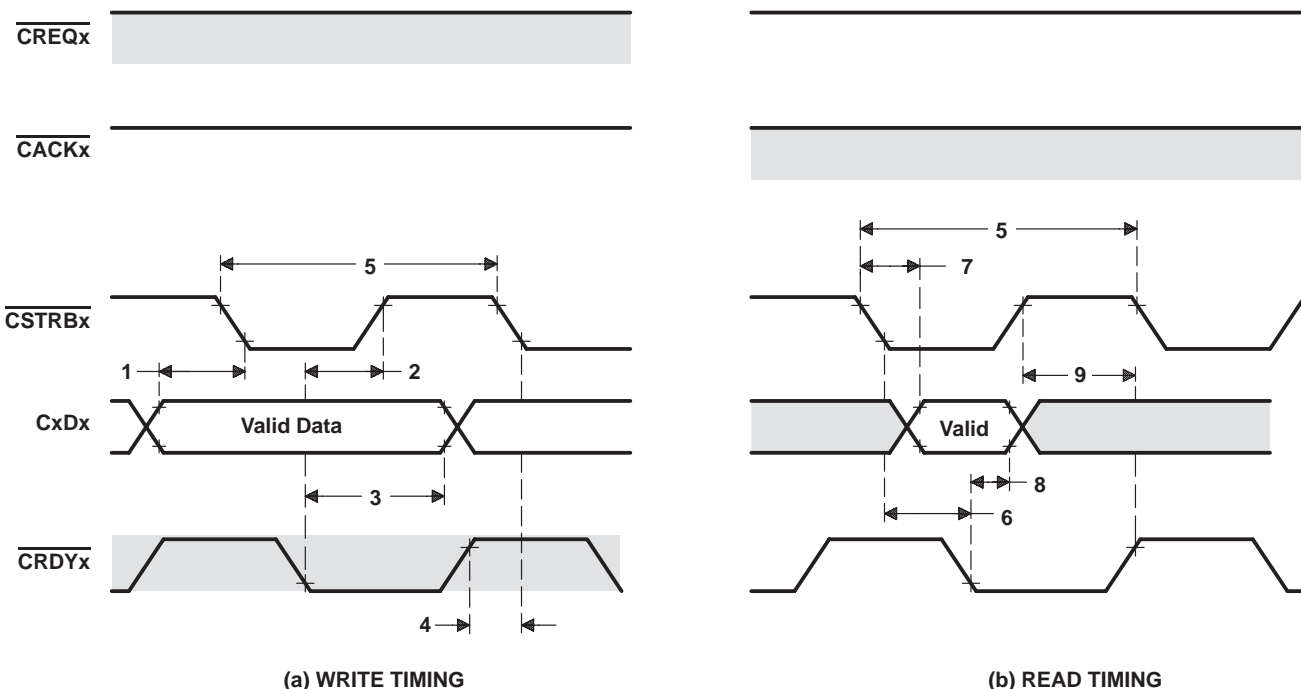 CREQx
CACKx
5
5
7
CSTRBx
1
2
9
CxDx
Valid Data
Valid
3
8
6
CRDYx
4
(a) WRITE TIMING
(b) READ TIMING